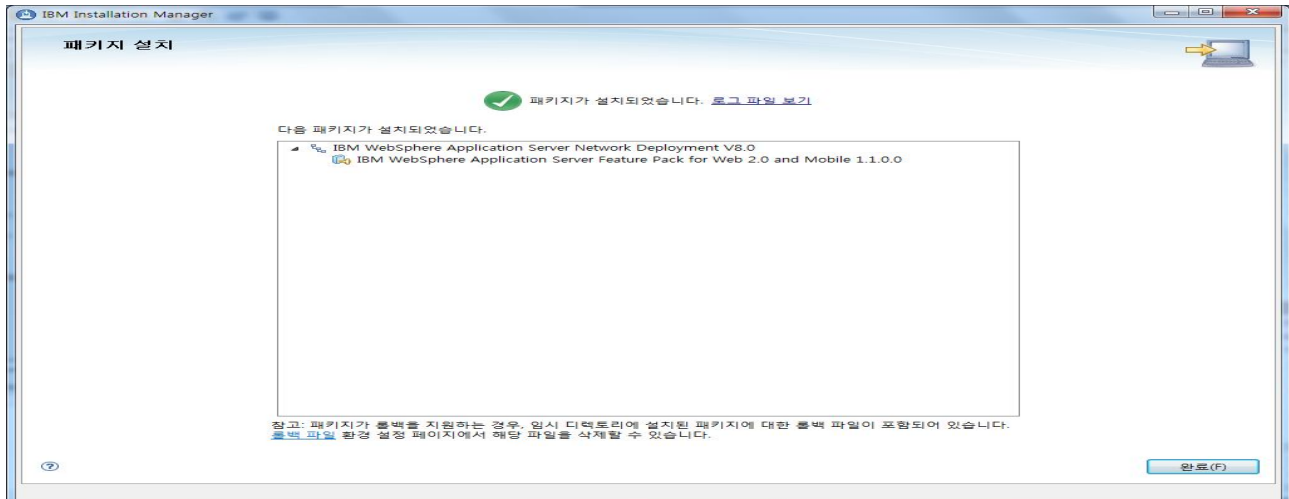 IBM Installation Manager
패키지 설치
패키지가 설치되었습니다. 로그 파일 보기
다음 패키지가 설치되었습니다.
IBM WebSphere Application Server Network Deployment V8.0
IBM WebSphere Application Server Feature Pack for Web 2.0 and Mobile 1.1.0.0
참고: 패키지가 롤백을 지원하는 경우, 임시 디렉토리에 설치된 패키지에 대한 롤백 파일이 포함되어 있습니다.
롤백 파일 환경 설정 페이지에서 해당 파일을 삭제할 수 있습니다.
완료(F)